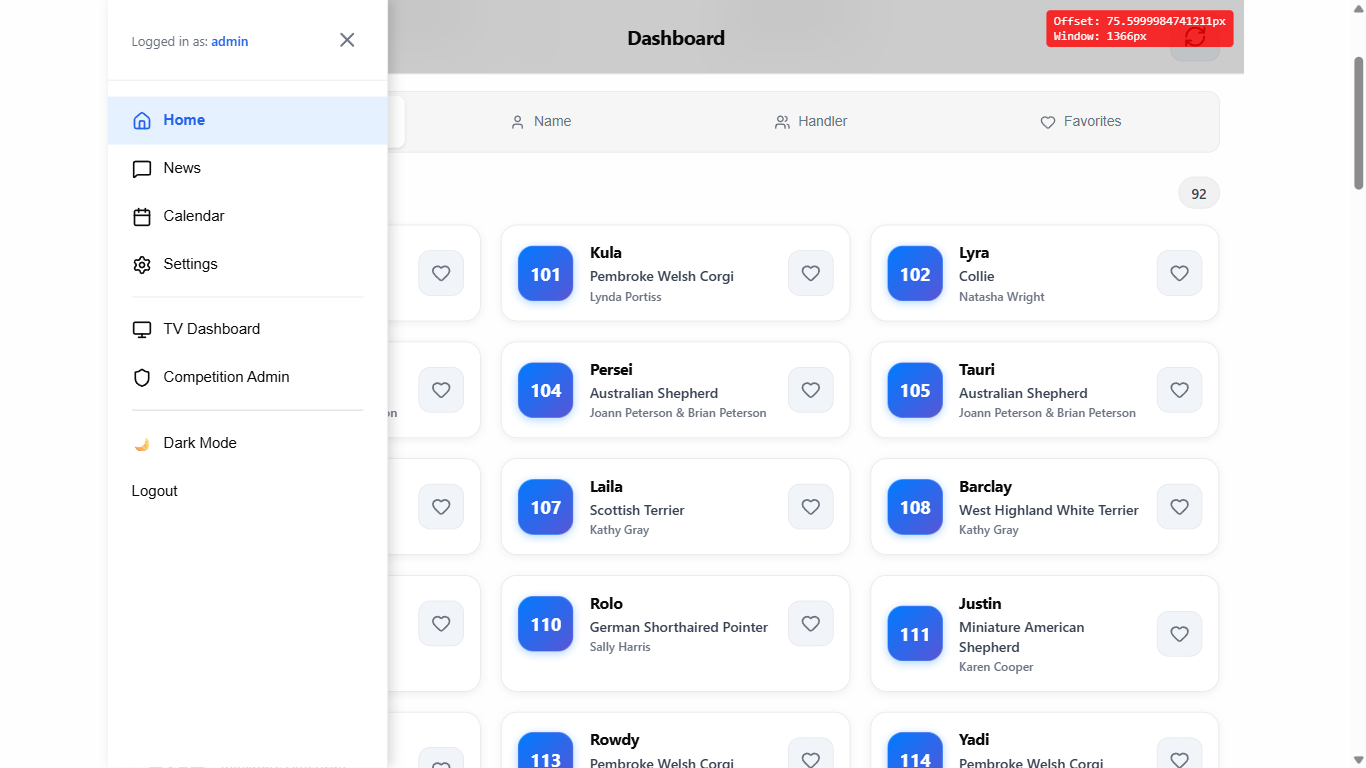 Logged in as: admin
Dashboard
Offset: 75.5999984741211px
Window: 1366px
Home
News
Calendar
Settings
TV Dashboard
Competition Admin
Dark Mode
Logout
Name
Handler
Favorites
92
101
Kula
Pembroke Welsh Corgi
Lynda Portiss
102
Lyra
Collie
Natasha Wright
on
104
Persei
Australian Shepherd
Joann Peterson & Brian Peterson
105
Tauri
Australian Shepherd
Joann Peterson & Brian Peterson
107
Laila
Scottish Terrier
Kathy Gray
108
Barclay
West Highland White Terrier
Kathy Gray
110
Rolo
German Shorthaired Pointer
Sally Harris
111
Justin
Miniature American
Shepherd
Karen Cooper
113
Rowdy
Pembroke Welsh Corgi
114
Yadi
Pembroke Welsh Corgi